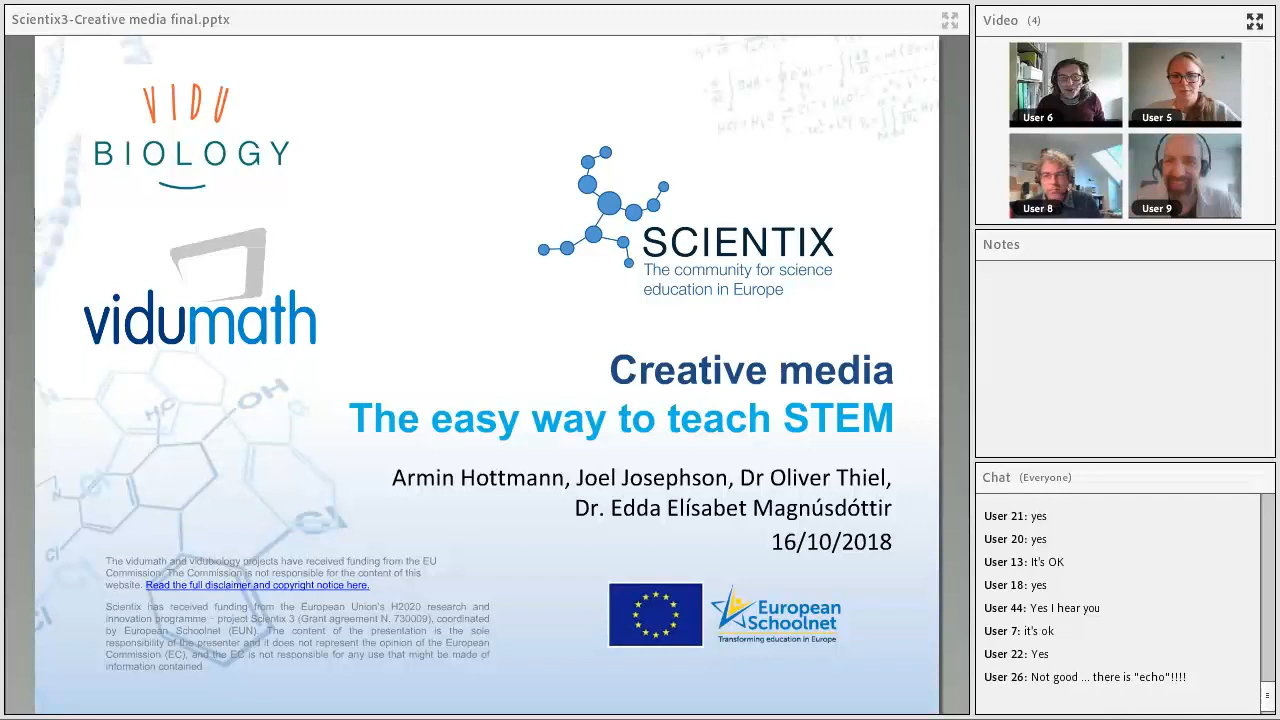 Scientix3-Creative media final.pptx
VIDU
BIOLOGY
vidumath
SCIENTIX
The community for science
education in Europe
Creative media
The easy way to teach STEM
Armin Hottmann, Joel Josephson, Dr Oliver Thiel,
Dr. Edda Elísabet Magnúsdóttir
16/10/2018
OH
HC
Cl
Cl
Cl
The vidumath and vidubiology projects have received funding from the EU
Commission. The Commission is not responsible for the content of this
website. Read the full disclaimer and copyright notice here.
Scientix has received funding from the European Union's H2020 research and
innovation programme – project Scientix 3 (Grant agreement N. 730009), coordinated
by European Schoolnet (EUN). The content of the presentation is the sole
responsibility of the presenter and it does not represent the opinion of the European
Commission (EC), and the EC is not responsible for any use that might be made of
information contained
European
Schoolnet
Transforming education in Europe
Video (4)
User 6
User 5
User 8
User 9
Notes
Chat (Everyone)
User 21: yes
User 20: yes
User 13: It's OK
User 18: yes
User 44: Yes I hear you
User 7: it's ok
User 22: Yes
User 26: Not good ... there is "echo"!!!!